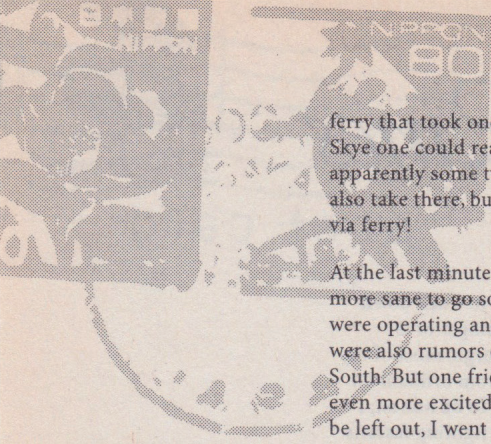 NIPPON
NIPPON
80
ferry that took one
Skye one could rea
apparently some
also take there, bu
via ferry!
At the last minute
more sane to go so
were operating an
were also rumors
South. But one frie
even more excited
be left out, I went